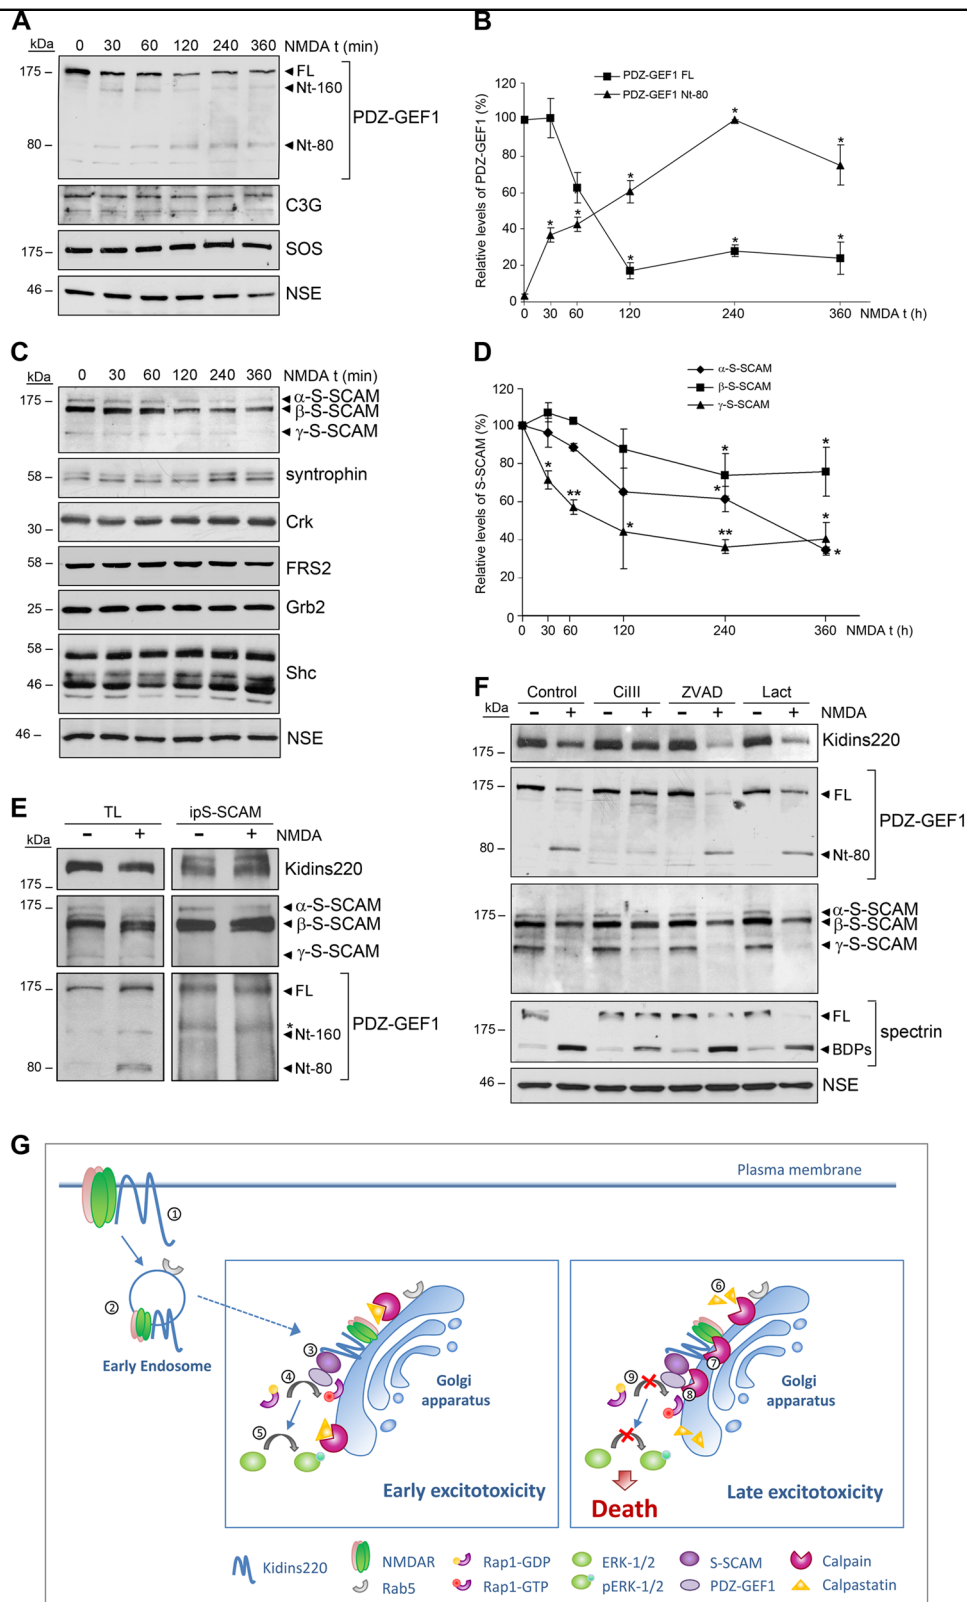 A
kDa 0 30 60 120 240 360 NMDA t (min)
175 – ◄FL
◄Nt-160
PDZ-GEF1
80 – ◄Nt-80
C3G
175 – SOS
46 – NSE
B
PDZ-GEF1 FL
PDZ-GEF1 Nt-80
Relative levels of PDZ-GEF1 (%)
120
100
80
60
40
20
0
* * * * * * * *
0 30 60 120 240 360 NMDA t (h)
C
kDa 0 30 60 120 240 360 NMDA t (min)
175 – ◄α-S-SCAM
◄β-S-SCAM
◄γ-S-SCAM
58 – syntrophin
Crk
30 –
58 – FRS2
25 – Grb2
58 –
Shc
46 –
46 – NSE
D
α-S-SCAM
β-S-SCAM
γ-S-SCAM
Relative levels of S-SCAM (%)
120
100
80
60
40
20
0
* ** * * * ** * * *
0 30 60 120 240 360 NMDA t (h)
E
TL ipS-SCAM
– + – + NMDA
kDa
Kidins220
175 –
175 – ◄α-S-SCAM
◄β-S-SCAM
◄γ-S-SCAM
175 – ◄FL
*
◄Nt-160
PDZ-GEF1
80 – ◄Nt-80
F
Control CiIII ZVAD Lact
kDa – + – + – + – + NMDA
Kidins220
175 –
175 – ◄FL
PDZ-GEF1
80 – ◄Nt-80
175 – ◄α-S-SCAM
◄β-S-SCAM
◄γ-S-SCAM
◄FL
175 – spectrin
◄BDPs
46 – NSE
G
Plasma membrane
1
2
Early Endosome
3
4
5
Golgi
apparatus
Early excitotoxicity
6
7
8
9
Golgi
apparatus
Death
Late excitotoxicity
Kidins220 NMDAR Rap1-GDP ERK-1/2 S-SCAM Calpain
Rab5 Rap1-GTP pERK-1/2 PDZ-GEF1 Calpastatin